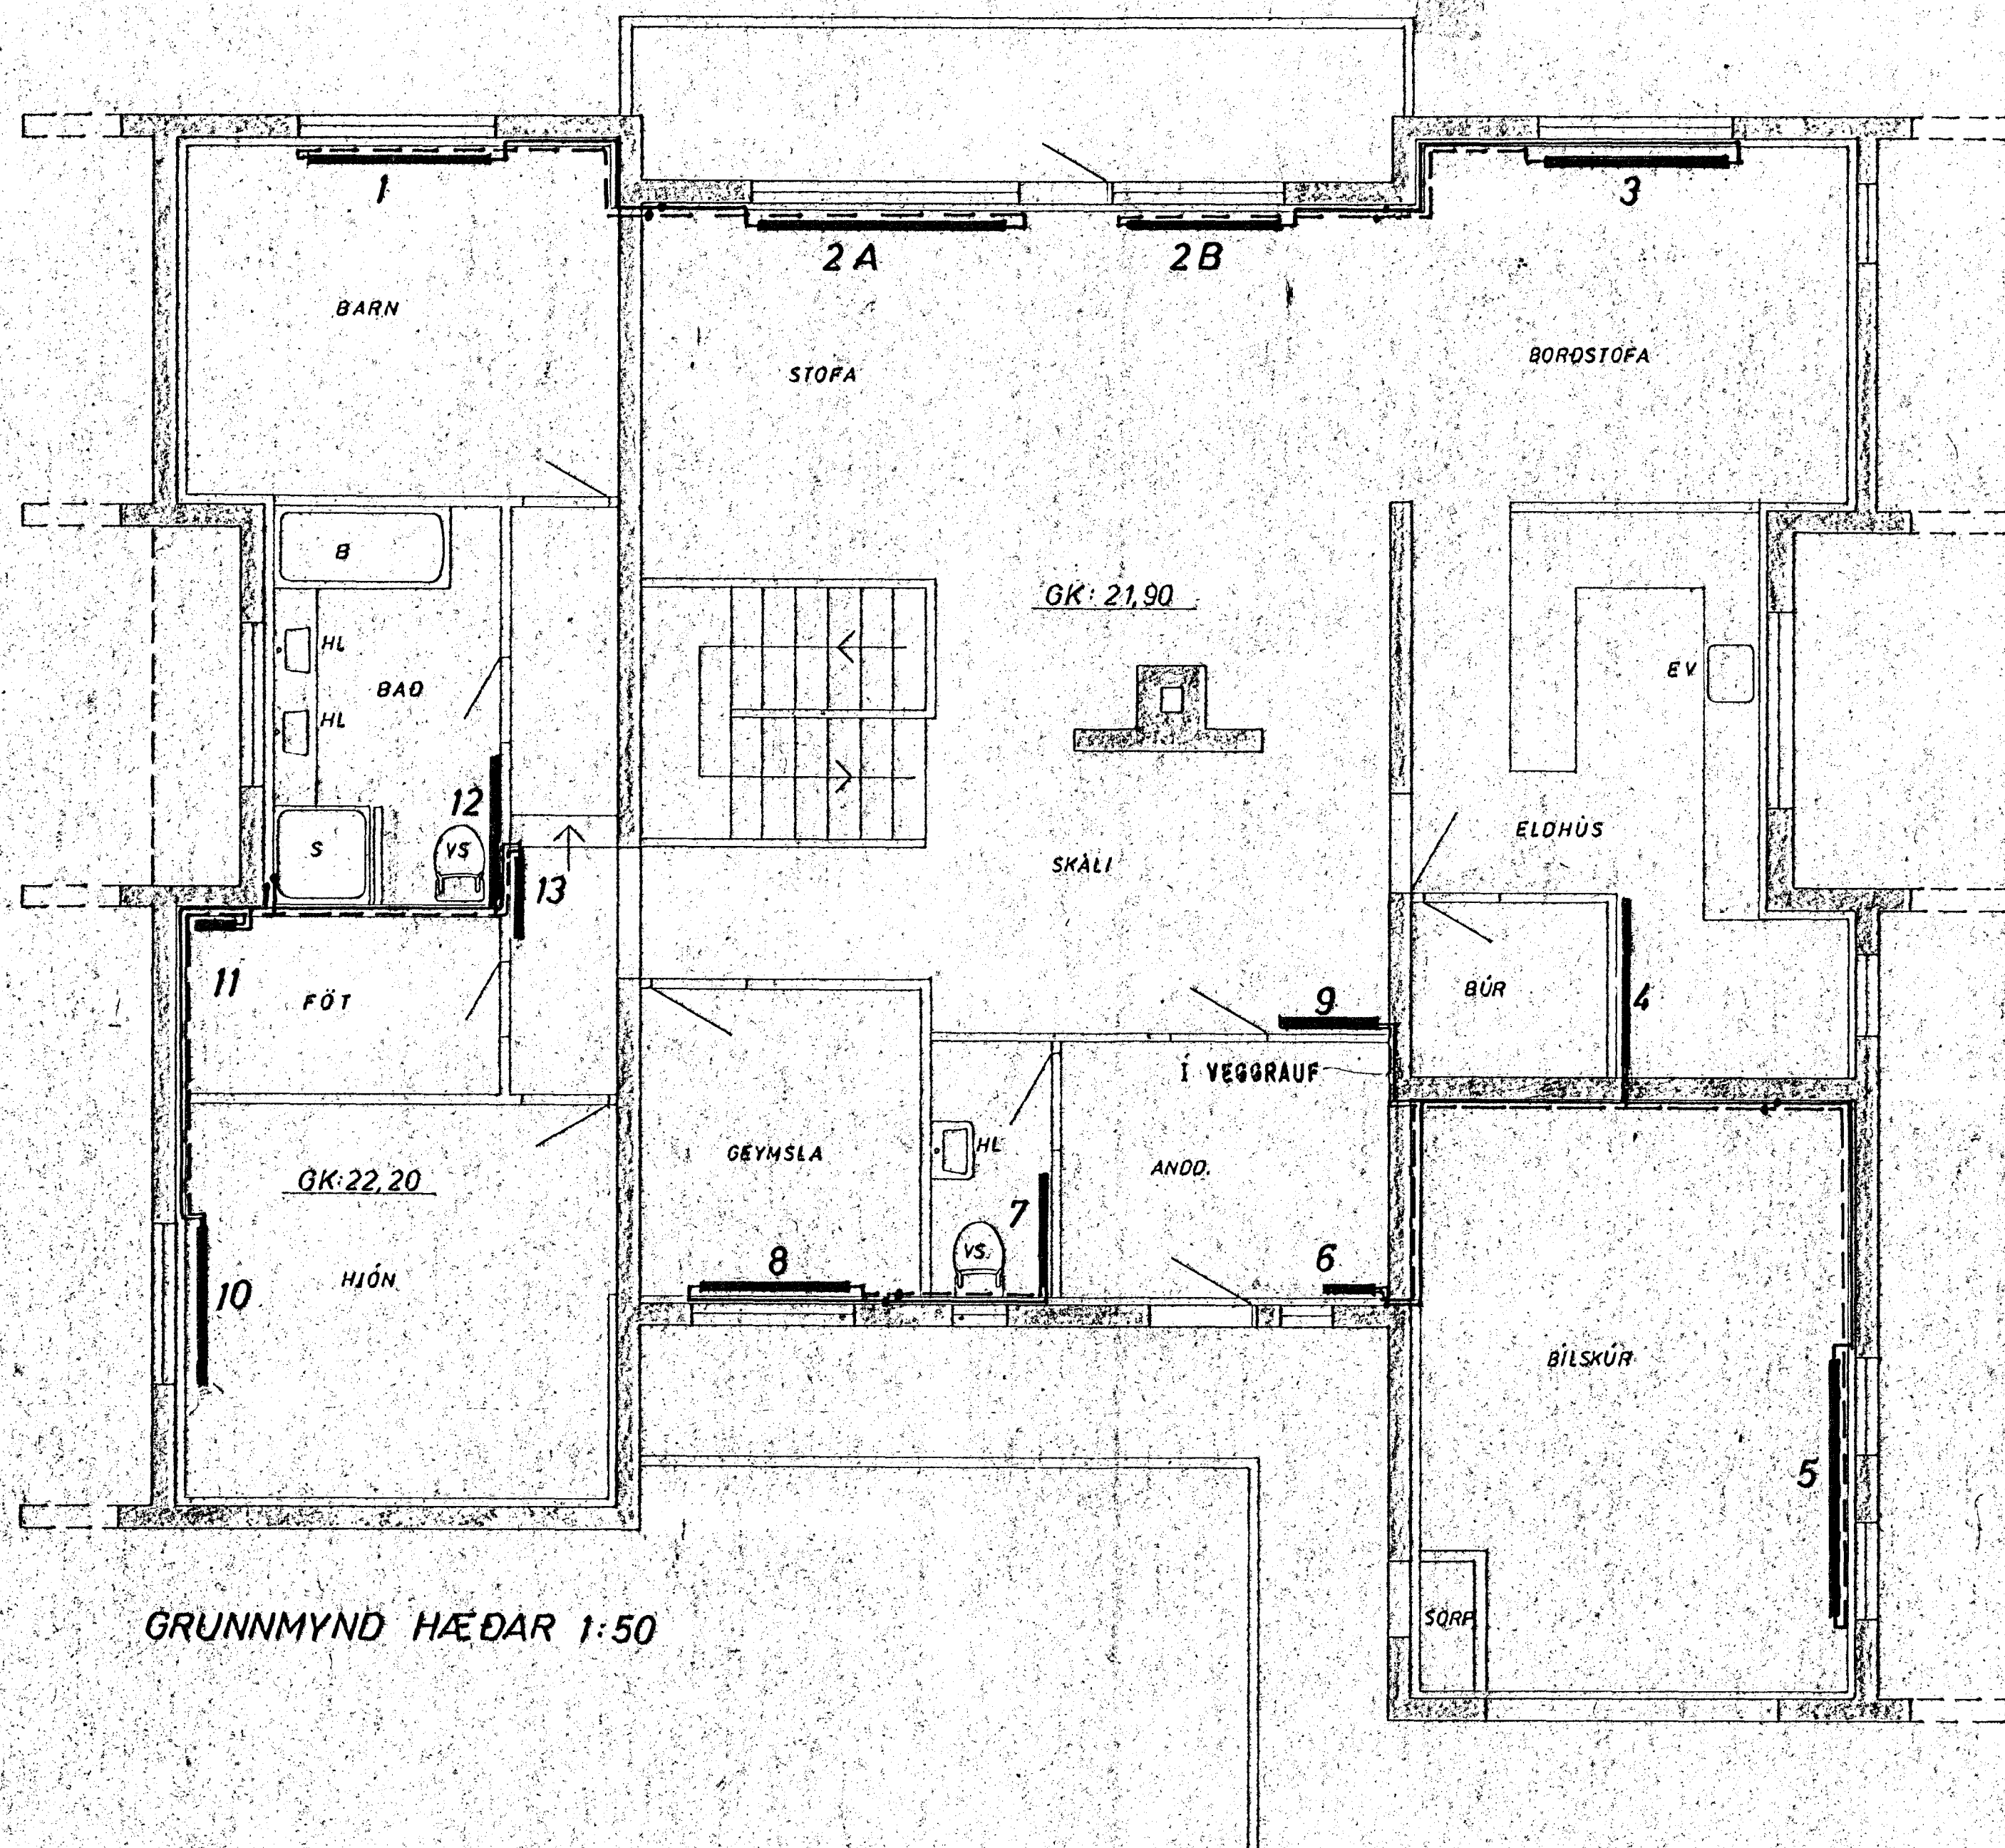 1
2A
2B
3
BARN
STOFA
BORÐSTOFA
B
GK: 21,90
HL
EV
BAÐ
HL
12
ELDHÚS
S
VS
SKÁLI
13
11
FÖT
9
BÚR
4
Í VEGGRAUF
GEYMSLA
HL
ANDD.
GK: 22,20
7
10
HJÓN
8
VS.
6
BÍLSKÚR
5
SORP
GRUNNMYND HÆÐAR 1:50